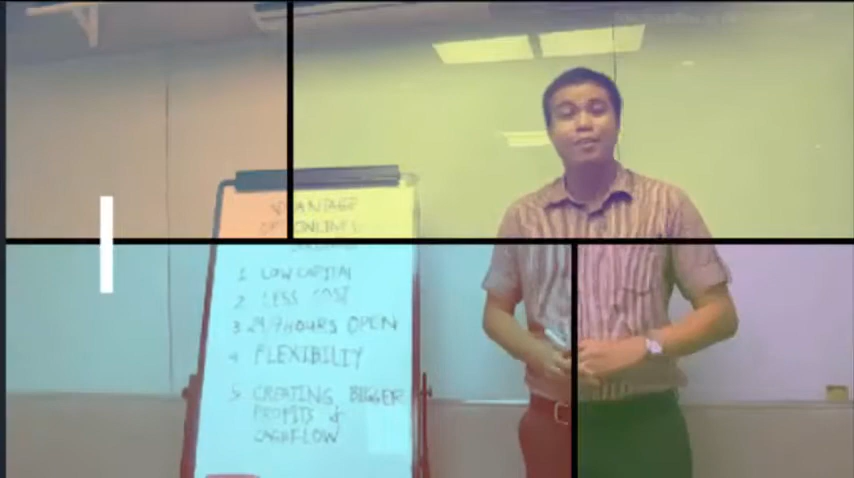 ADVANTAGE
OF ONLINE
1 LOW CAPITAL
2 LESS COST
3 24/7 HOURS OPEN
4 FLEXIBILITY
5 CREATING BIGGER
PROFITS &
CASHFLOW